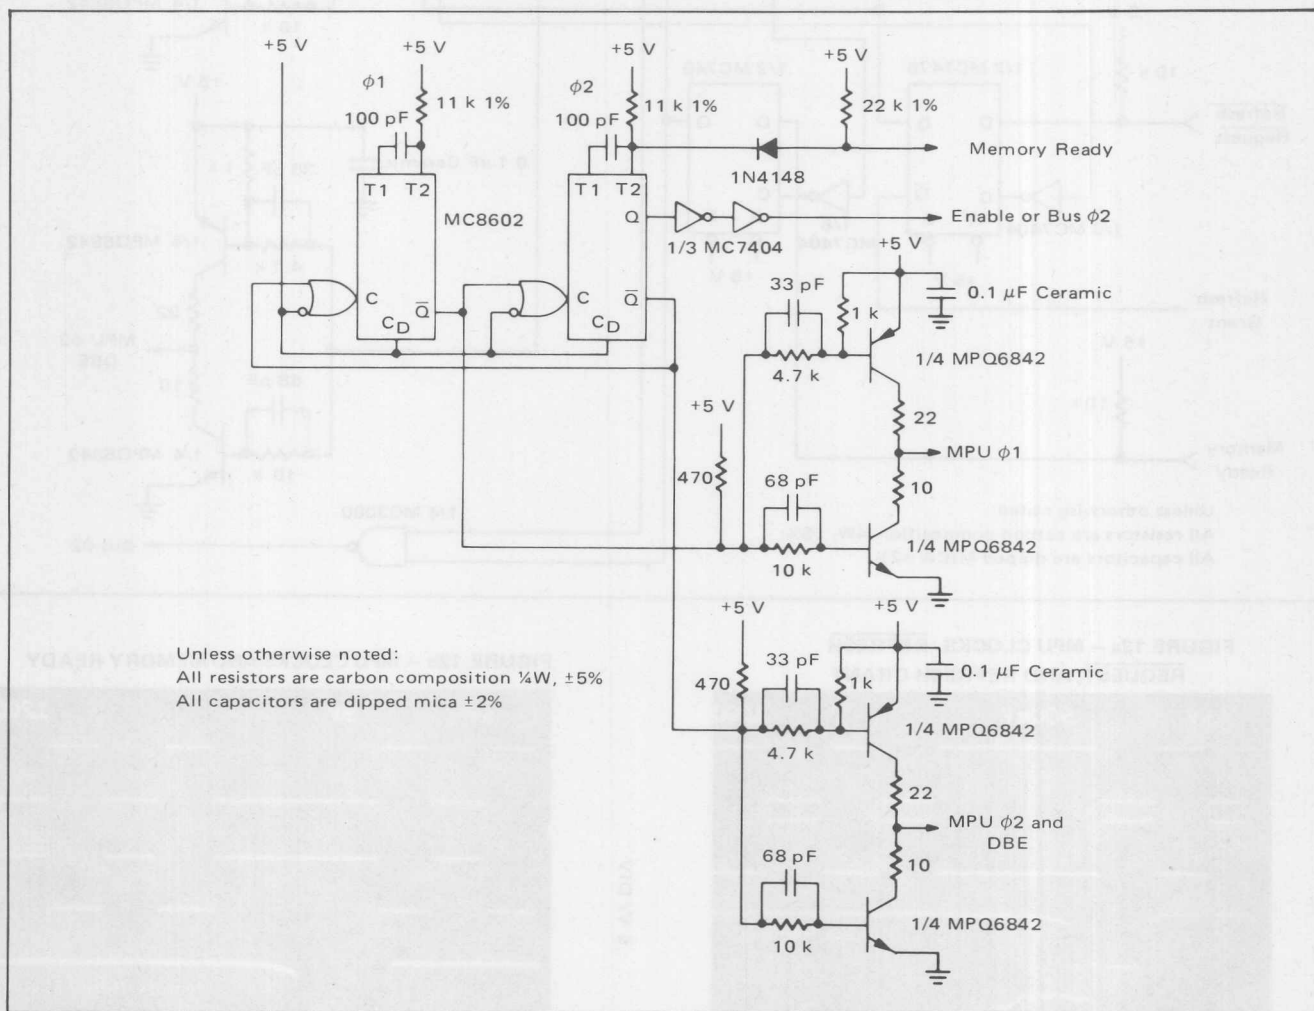 +5 V
+5 V
+5 V
+5 V
ϕ1
ϕ2
11 k 1%
11 k 1%
22 k 1%
100 pF
100 pF
Memory Ready
1N4148
T1 T2
T1 T2
MC8602
Q
Enable or Bus ϕ2
1/3 MC7404
+5 V
33 pF
0.1 μF Ceramic
C
Q̅
C
Q̅
1 k
CD
CD
1/4 MPQ6842
4.7 k
+5 V
22
MPU ϕ1
470
68 pF
10
1/4 MPQ6842
10 k
+5 V
+5 V
Unless otherwise noted:
All resistors are carbon composition ¼W, ±5%
All capacitors are dipped mica ±2%
33 pF
0.1 μF Ceramic
470
1k
1/4 MPQ6842
4.7 k
22
MPU ϕ2 and
DBE
68 pF
10
1/4 MPQ6842
10 k